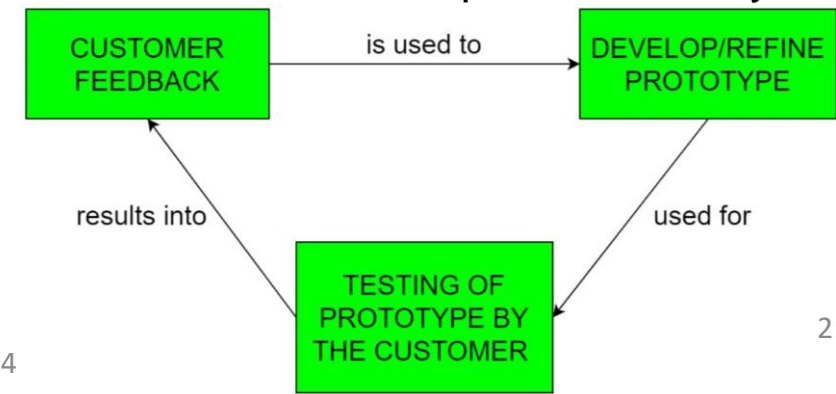 CUSTOMER
FEEDBACK
is used to
DEVELOP/REFINE
PROTOTYPE
results into
used for
TESTING OF
PROTOTYPE BY
THE CUSTOMER
2
4